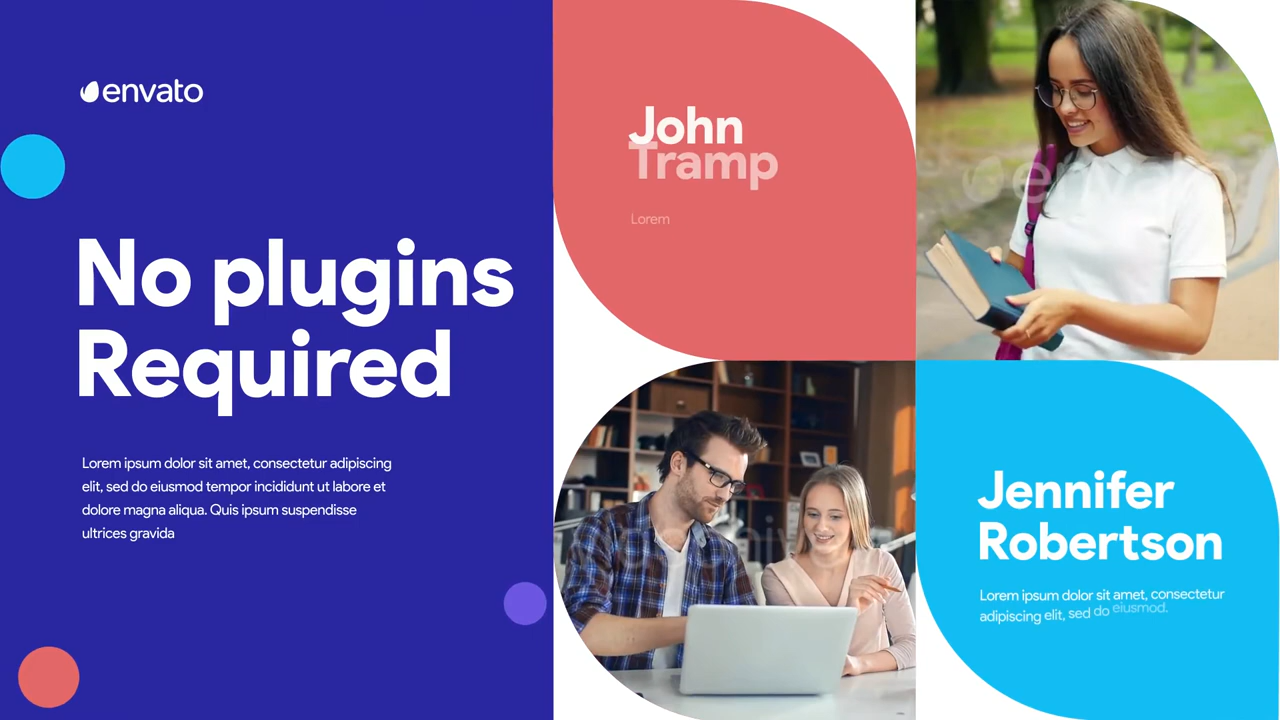 envato
No plugins
Required
Lorem ipsum dolor sit amet, consectetur adipiscing
elit, sed do eiusmod tempor incididunt ut labore et
dolore magna aliqua. Quis ipsum suspendisse
ultrices gravida
John
Tramp
Lorem
Jennifer
Robertson
Lorem ipsum dolor sit amet, consectetur
adipiscing elit, sed do eiusmod.